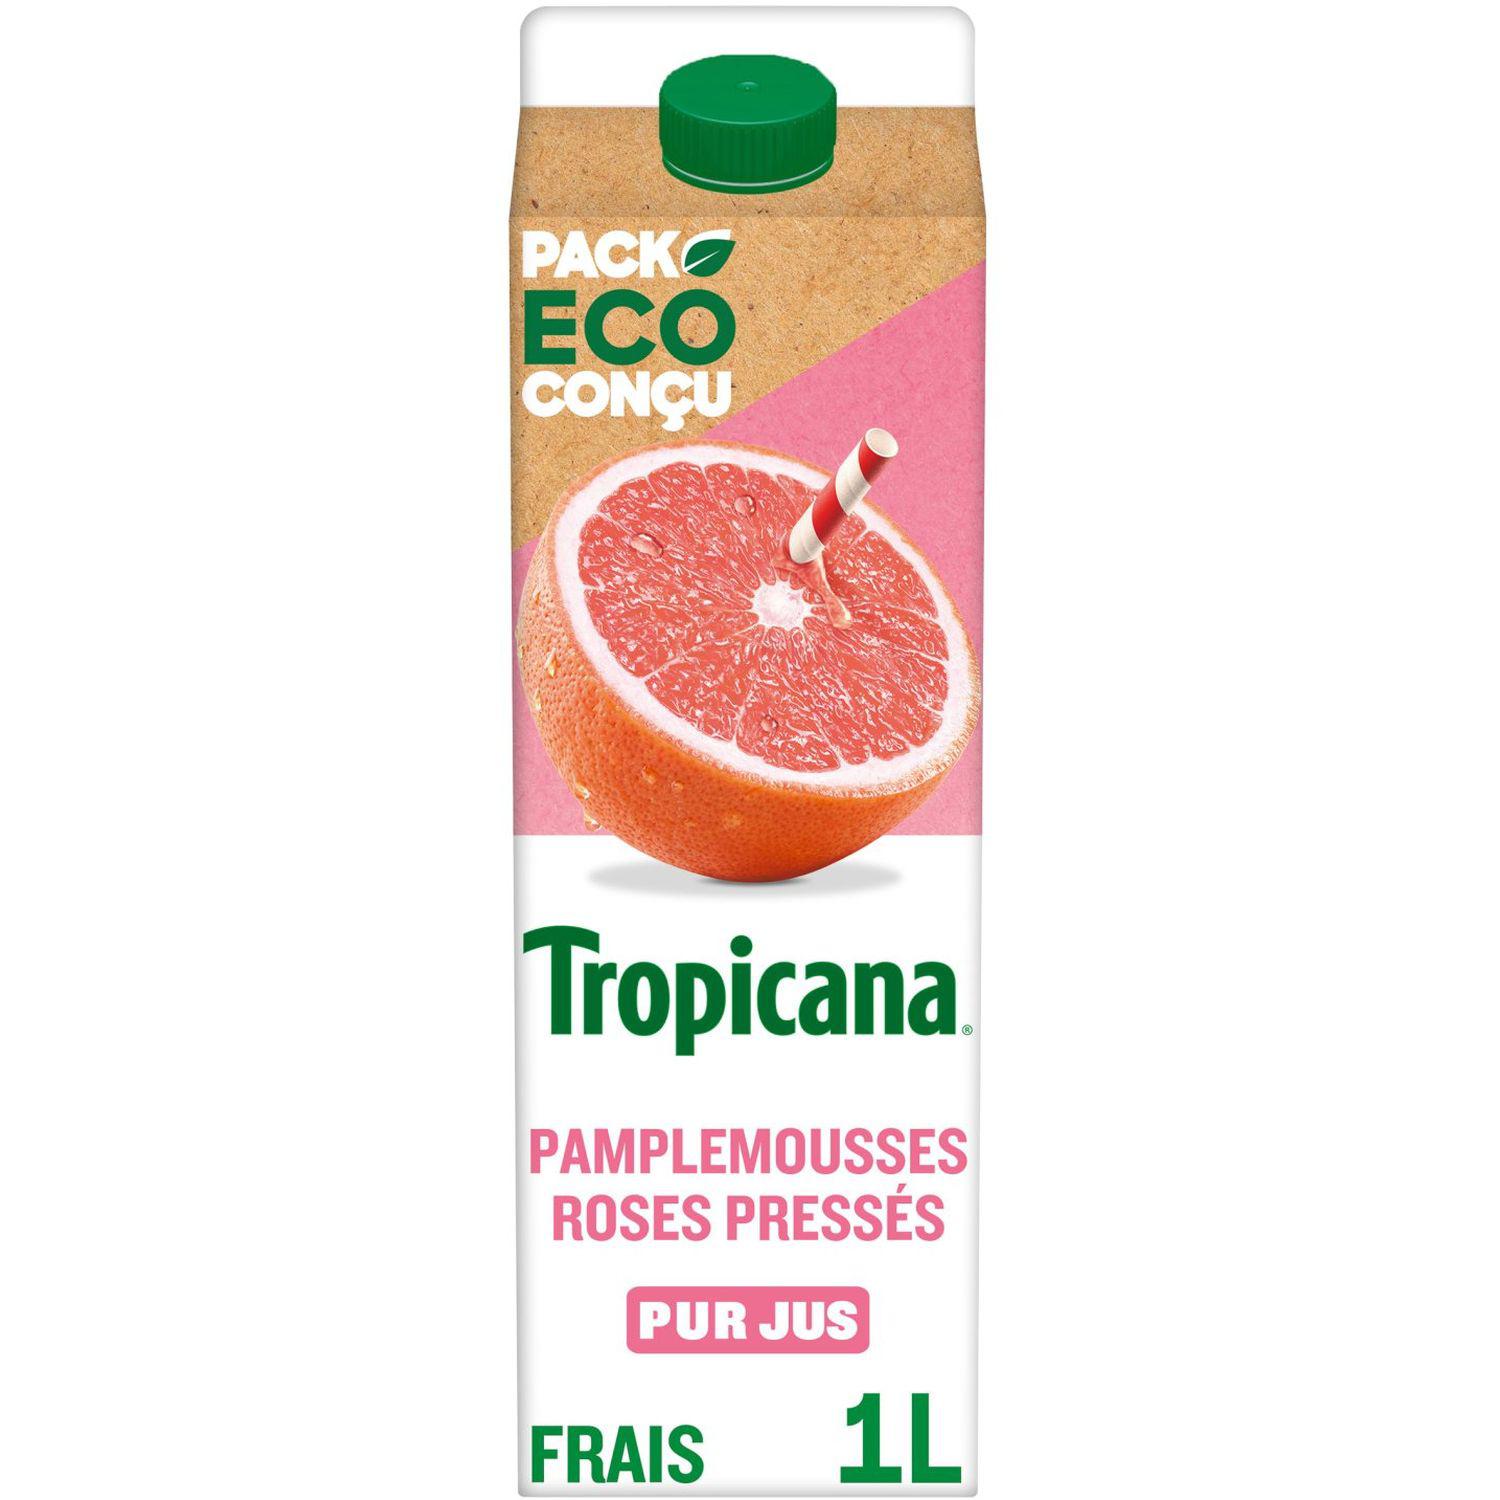 PACK
ECO
CONÇU
Tropicana®
PAMPLEMOUSSES
ROSES PRESSÉS
PUR JUS
FRAIS 1L